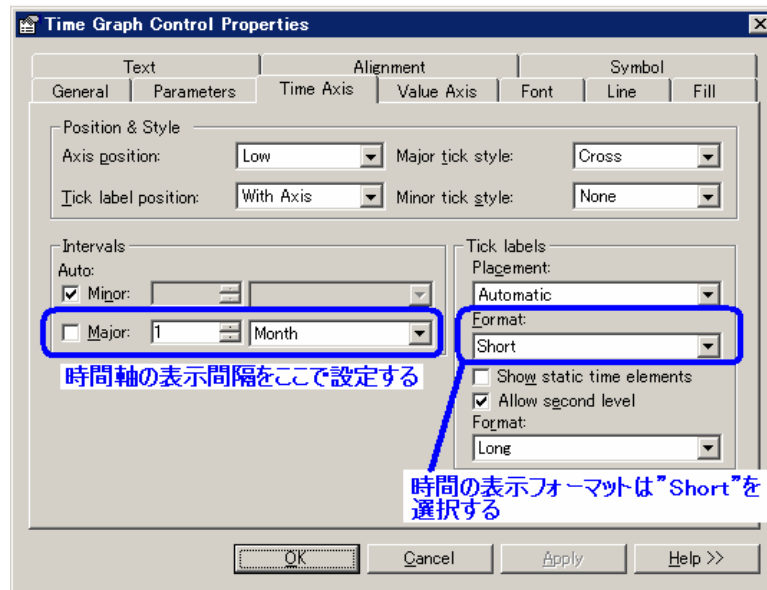 Time Graph Control Properties
Text Alignment Symbol
General Parameters Time Axis Value Axis Font Line Fill
Position & Style
Axis position: Low Major tick style: Cross
Tick label position: With Axis Minor tick style: None
Intervals
Auto:
Minor:
Major: 1 Month
時間軸の表示間隔をここで設定する
Tick labels
Placement:
Automatic
Format:
Short
Show static time elements
Allow second level
Format:
Long
時間の表示フォーマットは”Short”を
選択する
OK Cancel Apply Help >>